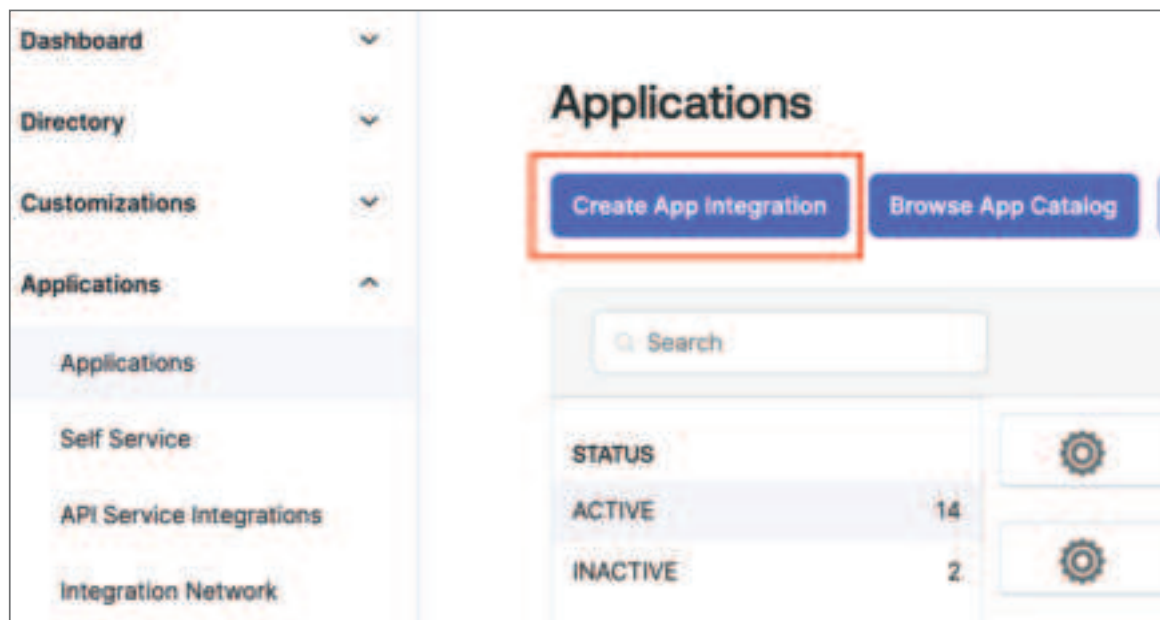 Dashboard
Directory
Customizations
Applications
Applications
Self Service
API Service Integrations
Integration Network
Applications
Create App Integration
Browse App Catalog
Search
STATUS
ACTIVE 14
INACTIVE 2